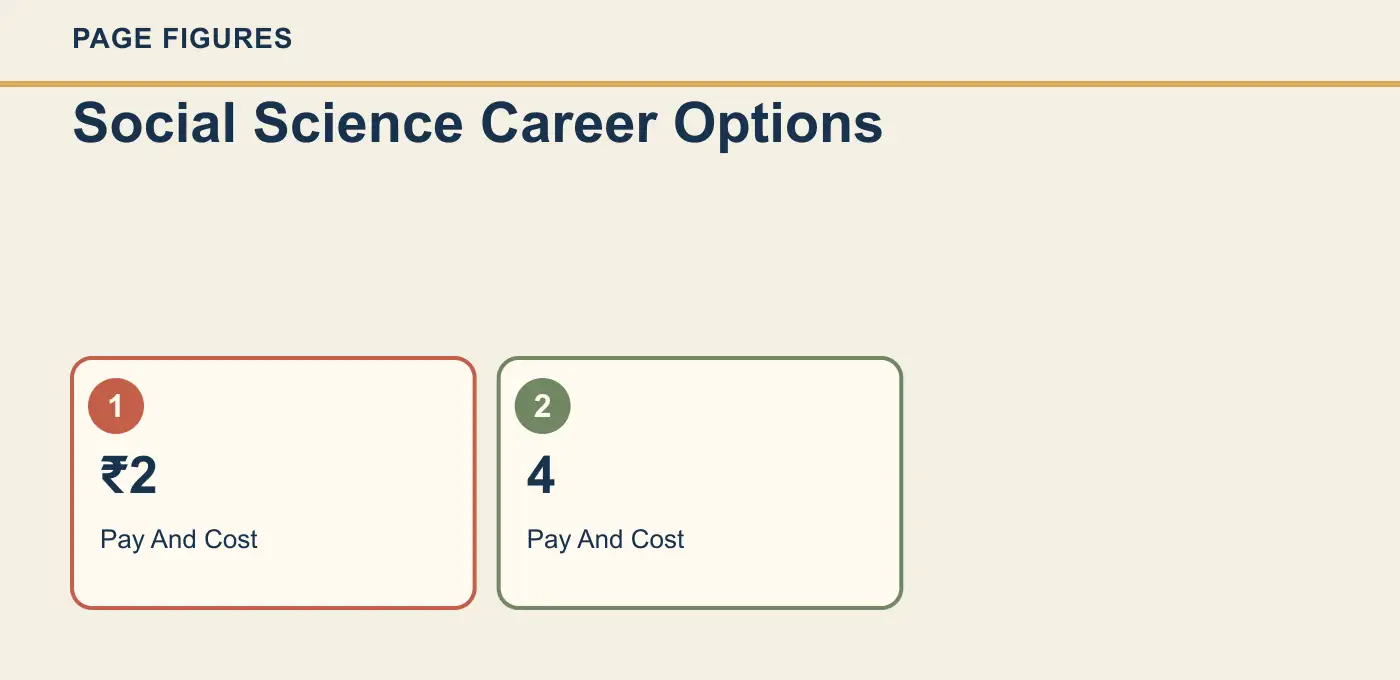 PAGE FIGURES
Social Science Career Options
1
₹2
Pay And Cost
2
4
Pay And Cost